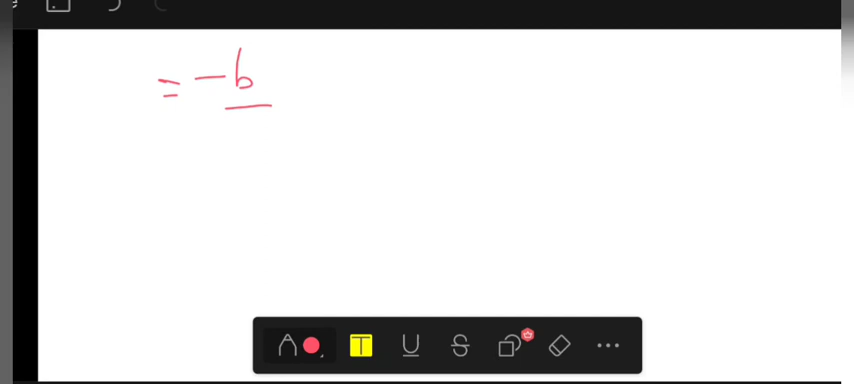 = -b